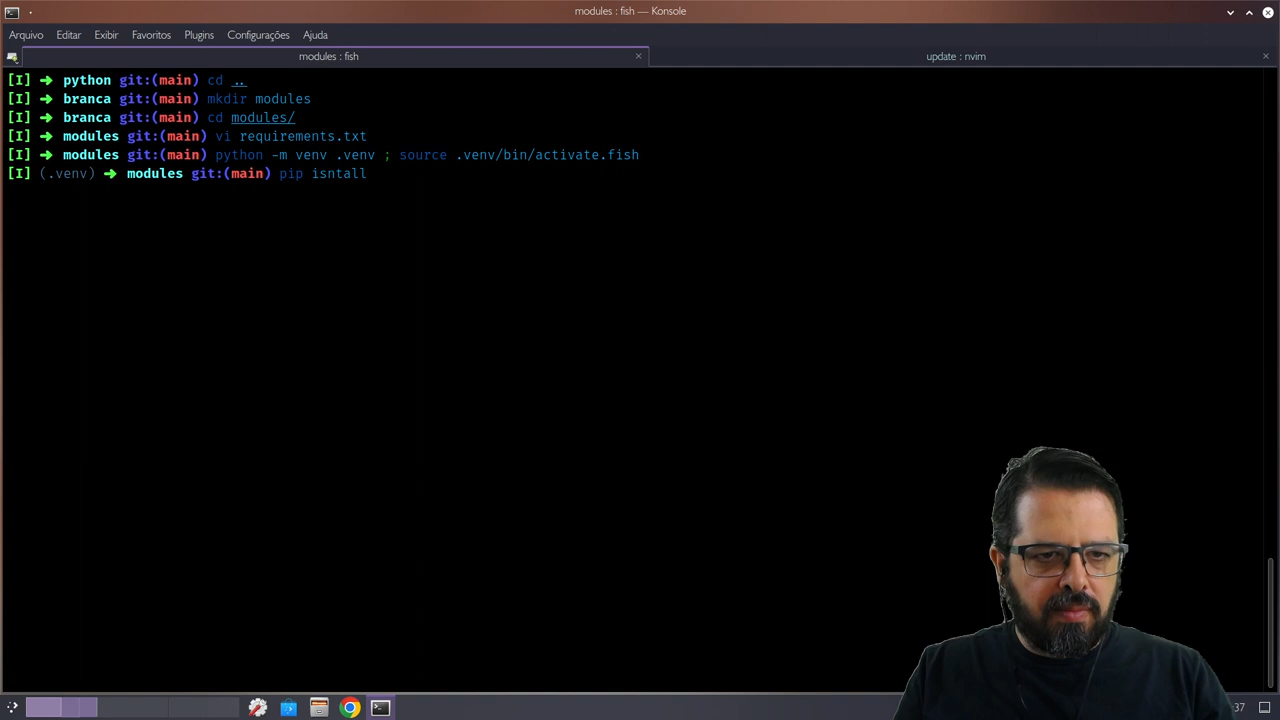 modules : fish — Konsole
Arquivo Editar Exibir Favoritos Plugins Configurações Ajuda
modules : fish update : nvim
[I] ➜ python git:(main) cd ..
[I] ➜ branca git:(main) mkdir modules
[I] ➜ branca git:(main) cd modules/
[I] ➜ modules git:(main) vi requirements.txt
[I] ➜ modules git:(main) python -m venv .venv ; source .venv/bin/activate.fish
[I] (.venv) ➜ modules git:(main) pip isntall
:37